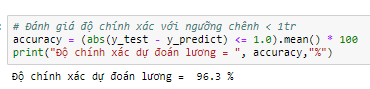 # Đánh giá độ chính xác với ngưỡng chênh < 1tr
accuracy = (abs(y_test - y_predict) <= 1.0).mean() * 100
print("Độ chính xác dự đoán lương = ", accuracy,"%")
Độ chính xác dự đoán lương =  96.3 %